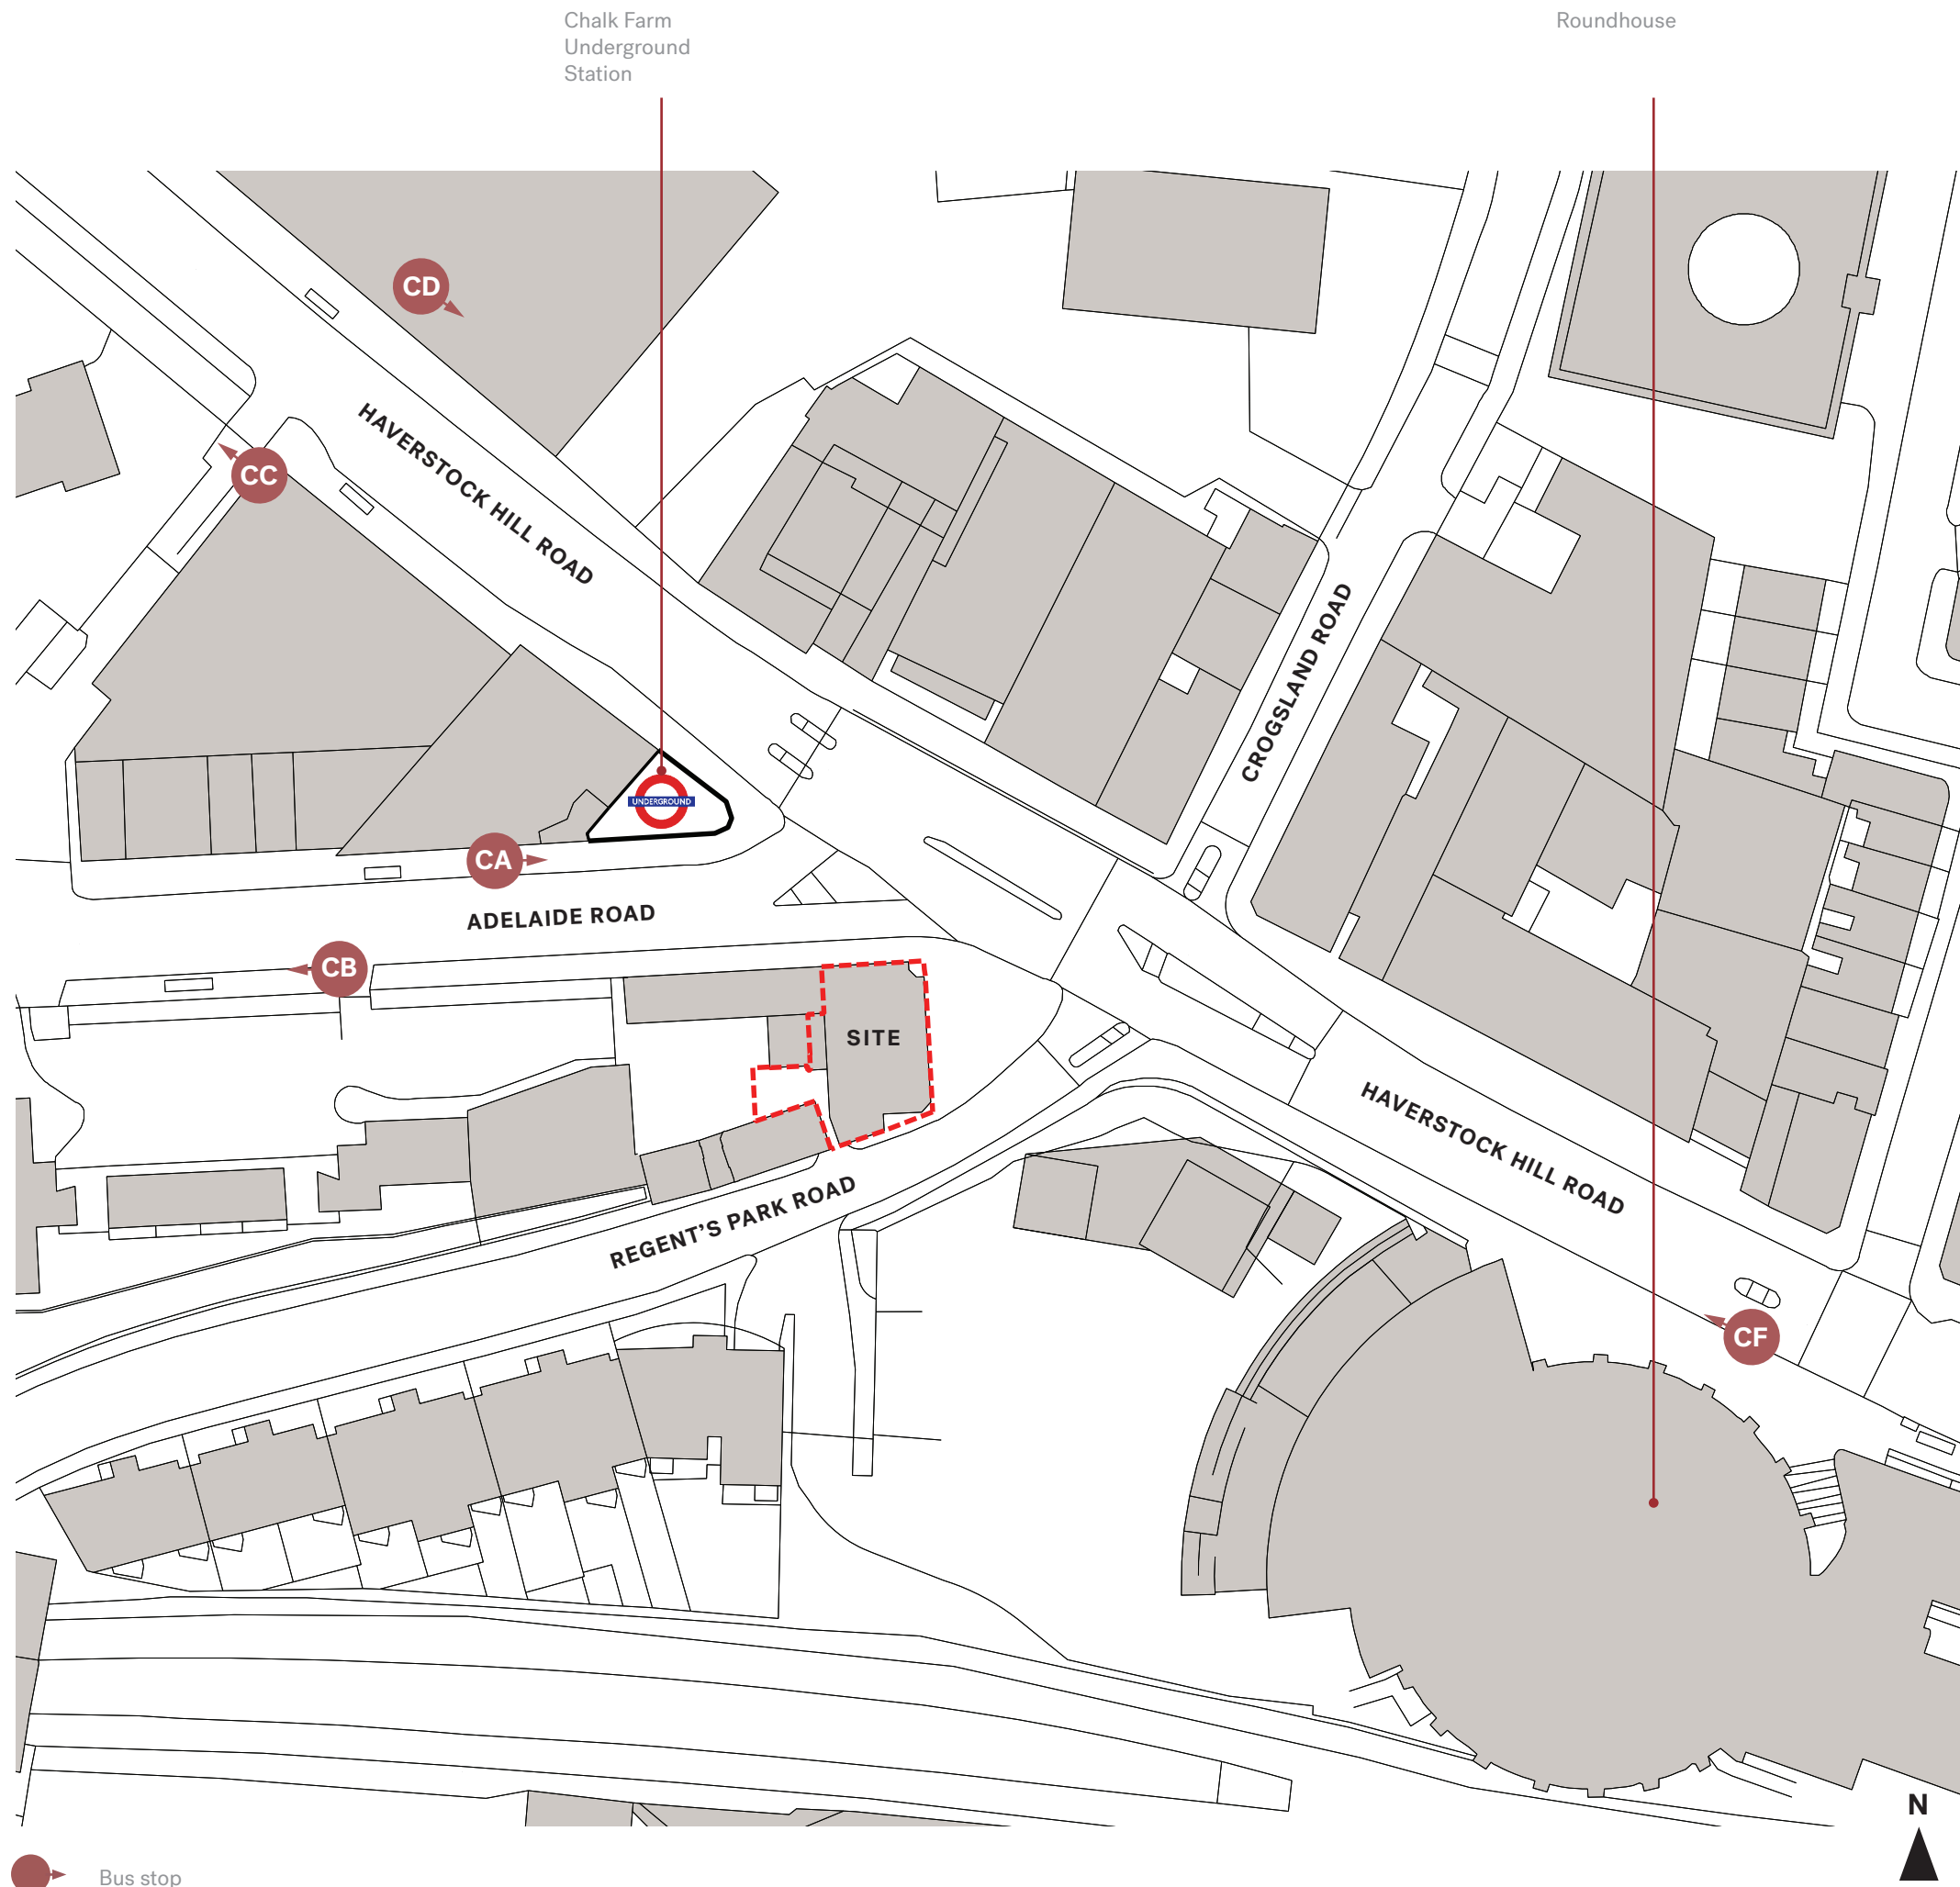 Chalk Farm
Underground
Station
Roundhouse
CD
HAVERSTOCK HILL ROAD
CC
CROGSLAND ROAD
UNDERGROUND
CA
ADELAIDE ROAD
CB
SITE
HAVERSTOCK HILL ROAD
REGENT'S PARK ROAD
CF
N
Bus stop